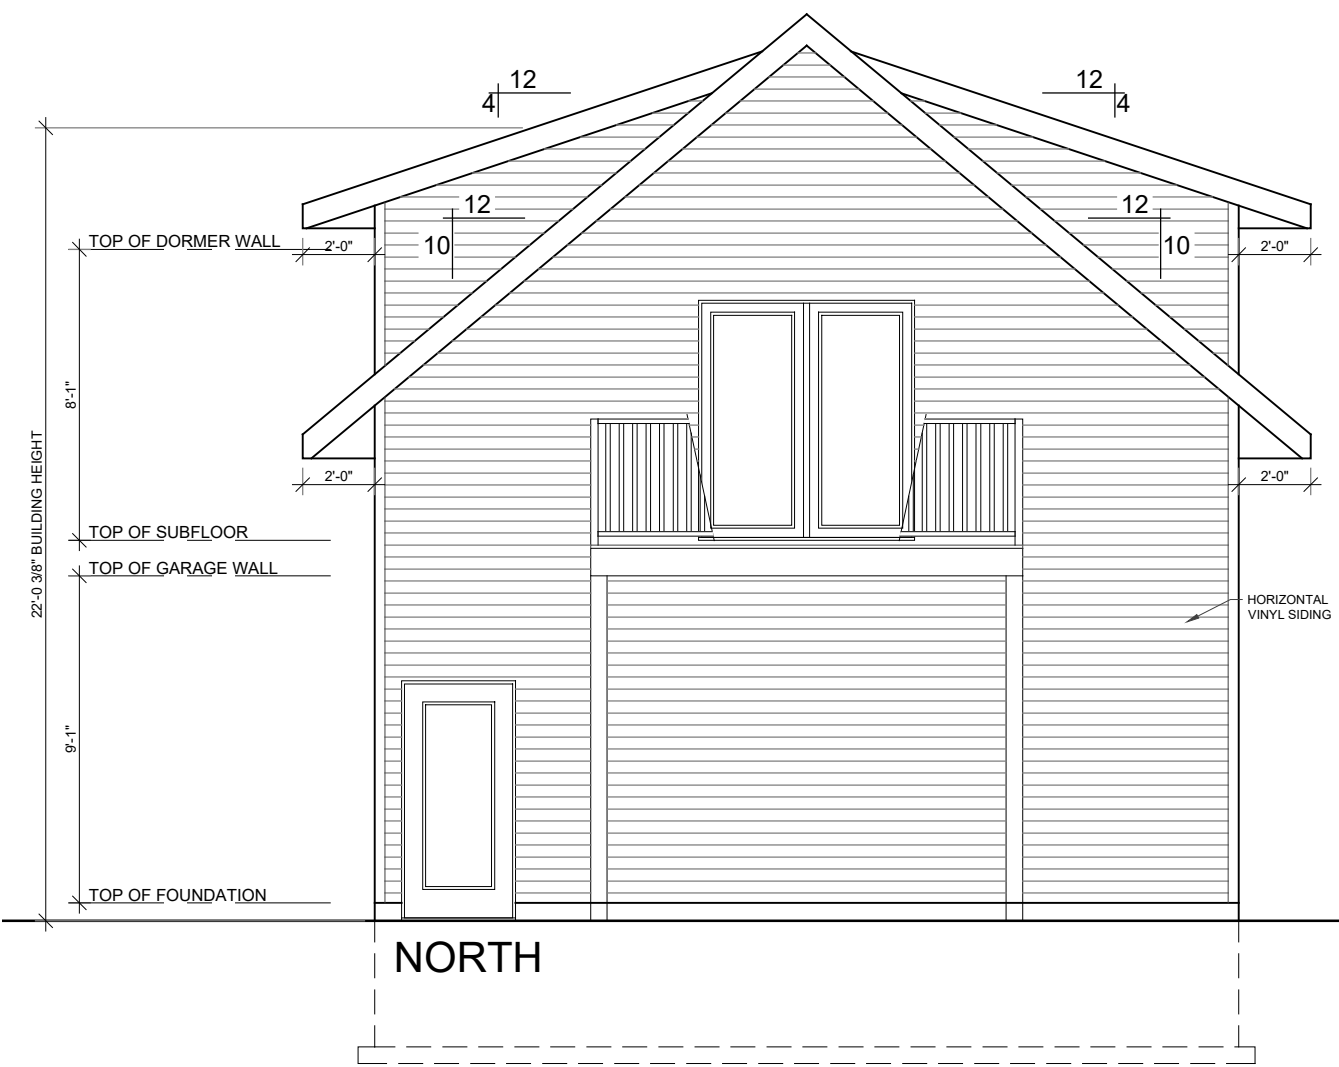 12
4
12
4
12
10
12
10
TOP OF DORMER WALL
2'-0"
2'-0"
8'-1"
22'-0 3/8" BUILDING HEIGHT
2'-0"
2'-0"
TOP OF SUBFLOOR
TOP OF GARAGE WALL
HORIZONTAL
VINYL SIDING
9'-1"
TOP OF FOUNDATION
NORTH